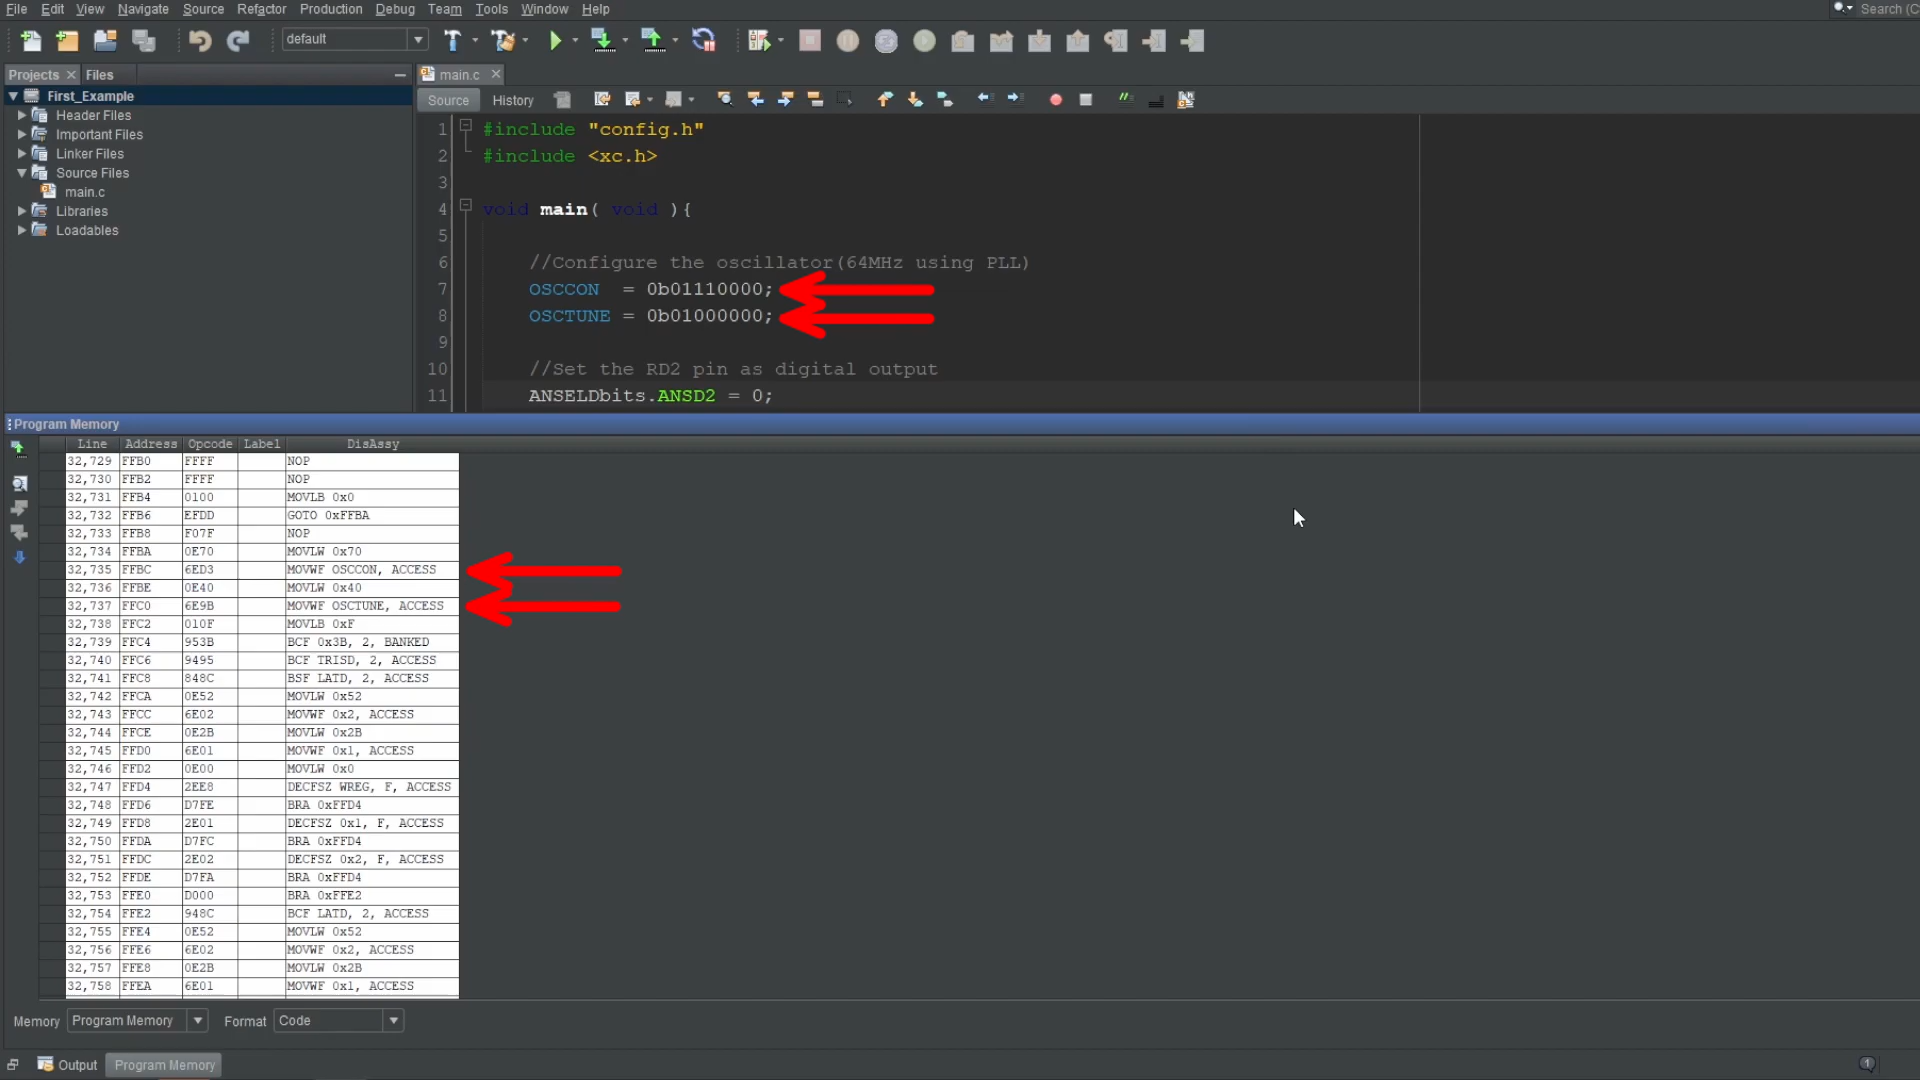 File Edit View Navigate Source Refactor Production Debug Team Tools Window Help Search (C
default
Projects Files main.c
Source History
First_Example
Header Files
Important Files
Linker Files
Source Files
main.c
Libraries
Loadables
1 #include "config.h"
2 #include <xc.h>
3
4 void main( void ){
5
6 //Configure the oscillator(64MHz using PLL)
7 OSCCON = 0b01110000;
8 OSCTUNE = 0b01000000;
9
10 //Set the RD2 pin as digital output
11 ANSELDbits.ANSD2 = 0;
Program Memory
Line Address Opcode Label DisAssy
32,729 FFB0 FFFF NOP
32,730 FFB2 FFFF NOP
32,731 FFB4 0100 MOVLB 0x0
32,732 FFB6 EFDD GOTO 0xFFBA
32,733 FFB8 F07F NOP
32,734 FFBA 0E70 MOVLW 0x70
32,735 FFBC 6ED3 MOVWF OSCCON, ACCESS
32,736 FFBE 0E40 MOVLW 0x40
32,737 FFC0 6E9B MOVWF OSCTUNE, ACCESS
32,738 FFC2 010F MOVLB 0xF
32,739 FFC4 953B BCF 0x3B, 2, BANKED
32,740 FFC6 9495 BCF TRISD, 2, ACCESS
32,741 FFC8 848C BSF LATD, 2, ACCESS
32,742 FFCA 0E52 MOVLW 0x52
32,743 FFCC 6E02 MOVWF 0x2, ACCESS
32,744 FFCE 0E2B MOVLW 0x2B
32,745 FFD0 6E01 MOVWF 0x1, ACCESS
32,746 FFD2 0E00 MOVLW 0x0
32,747 FFD4 2EE8 DECFSZ WREG, F, ACCESS
32,748 FFD6 D7FE BRA 0xFFD4
32,749 FFD8 2E01 DECFSZ 0x1, F, ACCESS
32,750 FFDA D7FC BRA 0xFFD4
32,751 FFDC 2E02 DECFSZ 0x2, F, ACCESS
32,752 FFDE D7FA BRA 0xFFD4
32,753 FFE0 D000 BRA 0xFFE2
32,754 FFE2 948C BCF LATD, 2, ACCESS
32,755 FFE4 0E52 MOVLW 0x52
32,756 FFE6 6E02 MOVWF 0x2, ACCESS
32,757 FFE8 0E2B MOVLW 0x2B
32,758 FFEA 6E01 MOVWF 0x1, ACCESS
Memory Program Memory Format Code
Output Program Memory 1